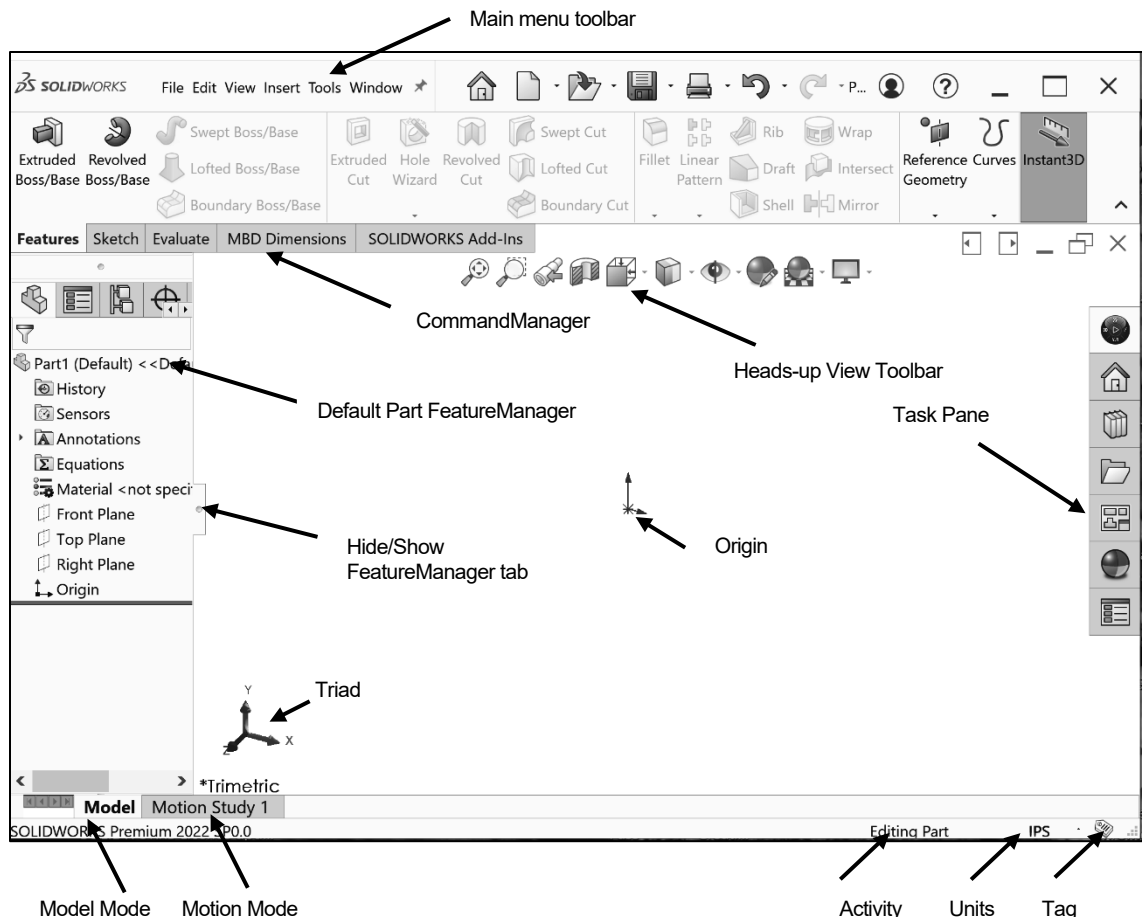 Main menu toolbar
SOLIDWORKS File Edit View Insert Tools Window P... ?
Extruded Boss/Base
Revolved Boss/Base
Swept Boss/Base
Lofted Boss/Base
Boundary Boss/Base
Extruded Cut
Hole Wizard
Revolved Cut
Swept Cut
Lofted Cut
Boundary Cut
Fillet
Linear Pattern
Rib
Draft
Shell
Wrap
Intersect
Mirror
Reference Geometry
Curves
Instant3D
Features Sketch Evaluate MBD Dimensions SOLIDWORKS Add-Ins
CommandManager
Heads-up View Toolbar
Part1 (Default) <<Defa
History
Sensors
Annotations
Equations
Material <not speci
Front Plane
Top Plane
Right Plane
Origin
Default Part FeatureManager
Task Pane
Hide/Show
FeatureManager tab
Origin
Triad
Y
X
Z
*Trimetric
Model Motion Study 1
SOLIDWORKS Premium 2022 SP0.0 Editing Part IPS
Model Mode Motion Mode Activity Units Tag